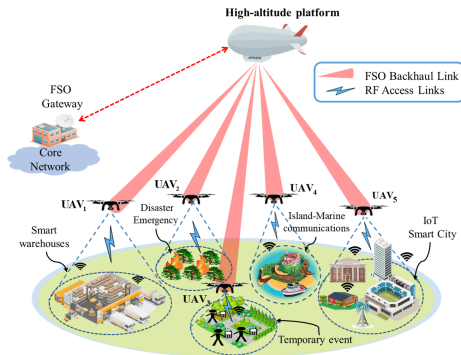 High-altitude platform
FSO Backhaul Link
RF Access Links
FSO
Gateway
Core
Network
UAV1
UAV2
UAV4
UAV5
Disaster
Emergency
Island-Marine
communications
IoT
Smart City
Smart
warehouses
UAV3
Temporary event